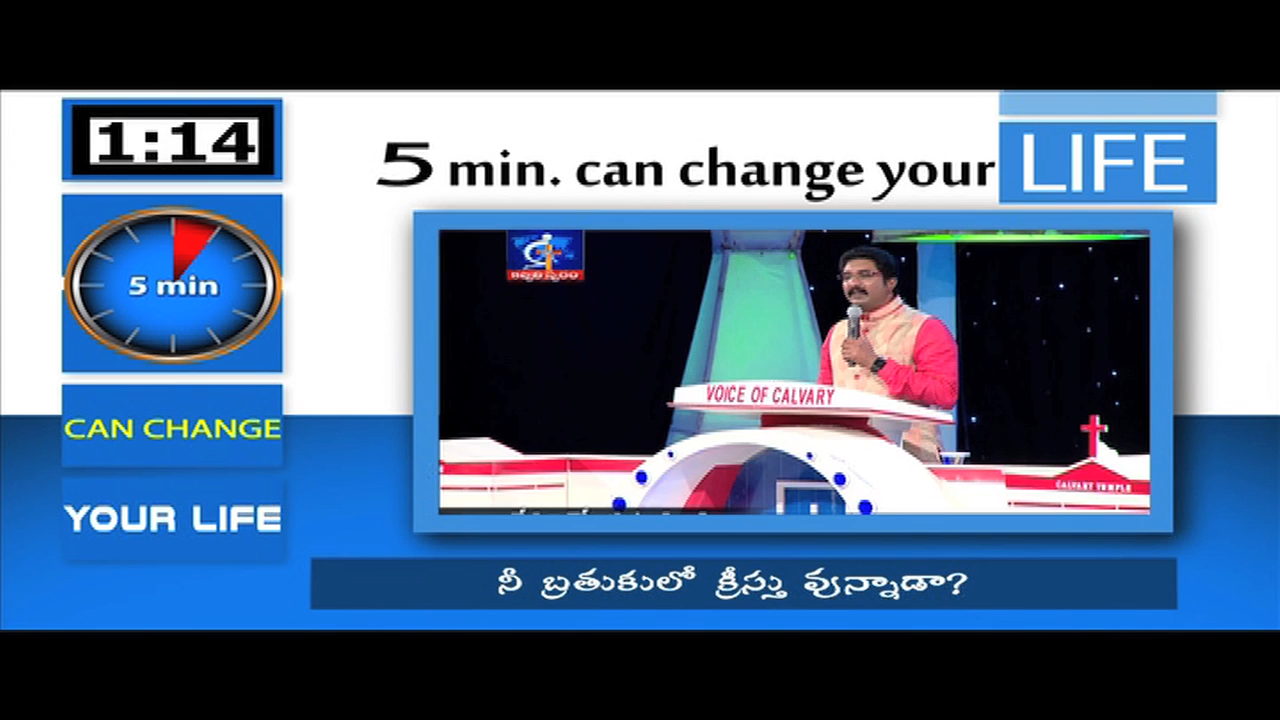 1:14
5 min. can change your LIFE
5 min
CAN CHANGE
YOUR LIFE
VOICE OF CALVARY
CALVARY TEMPLE
నీ బ్రతుకులో క్రీస్తు వున్నాడా?